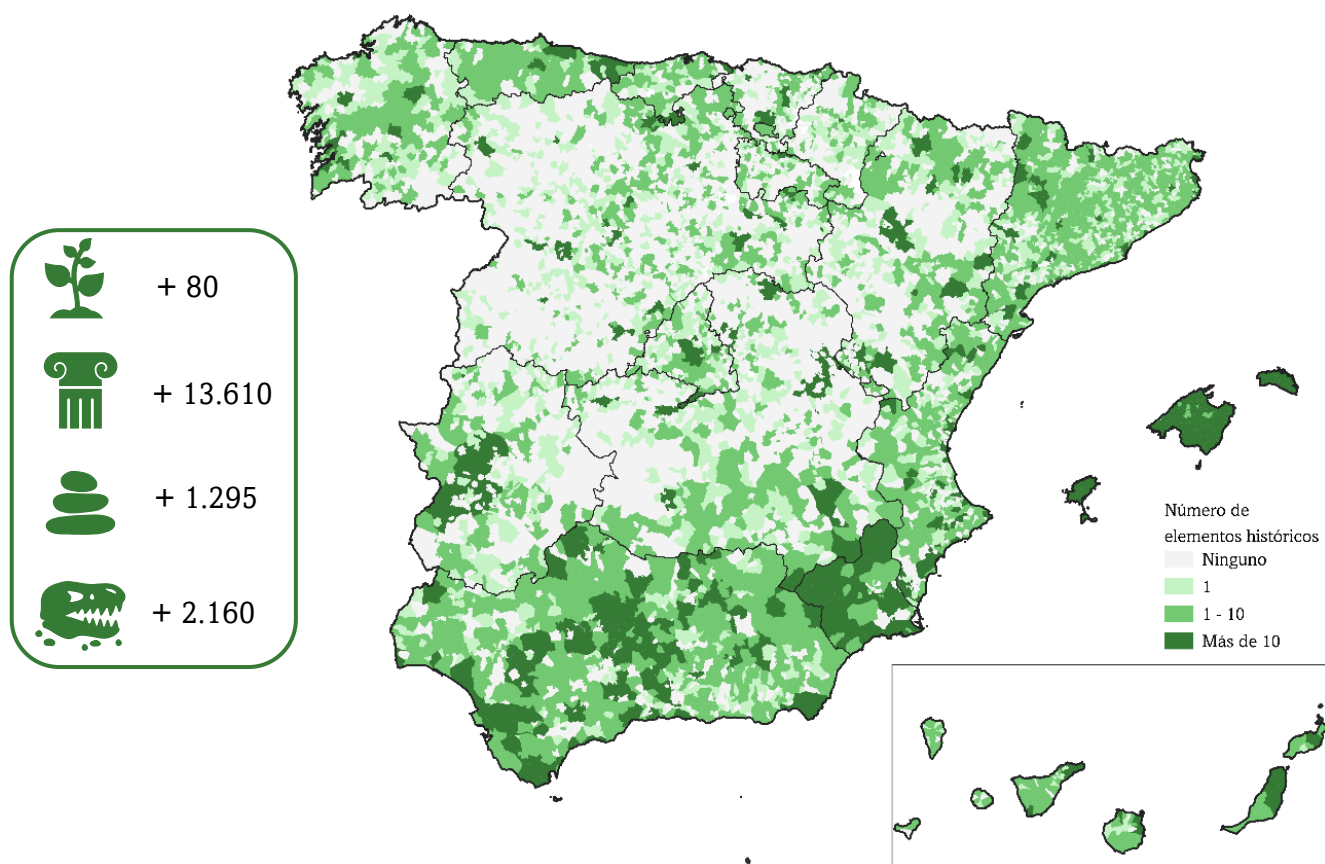 + 80
+ 13.610
+ 1.295
+ 2.160
Número de
elementos históricos
Ninguno
1
1 - 10
Más de 10